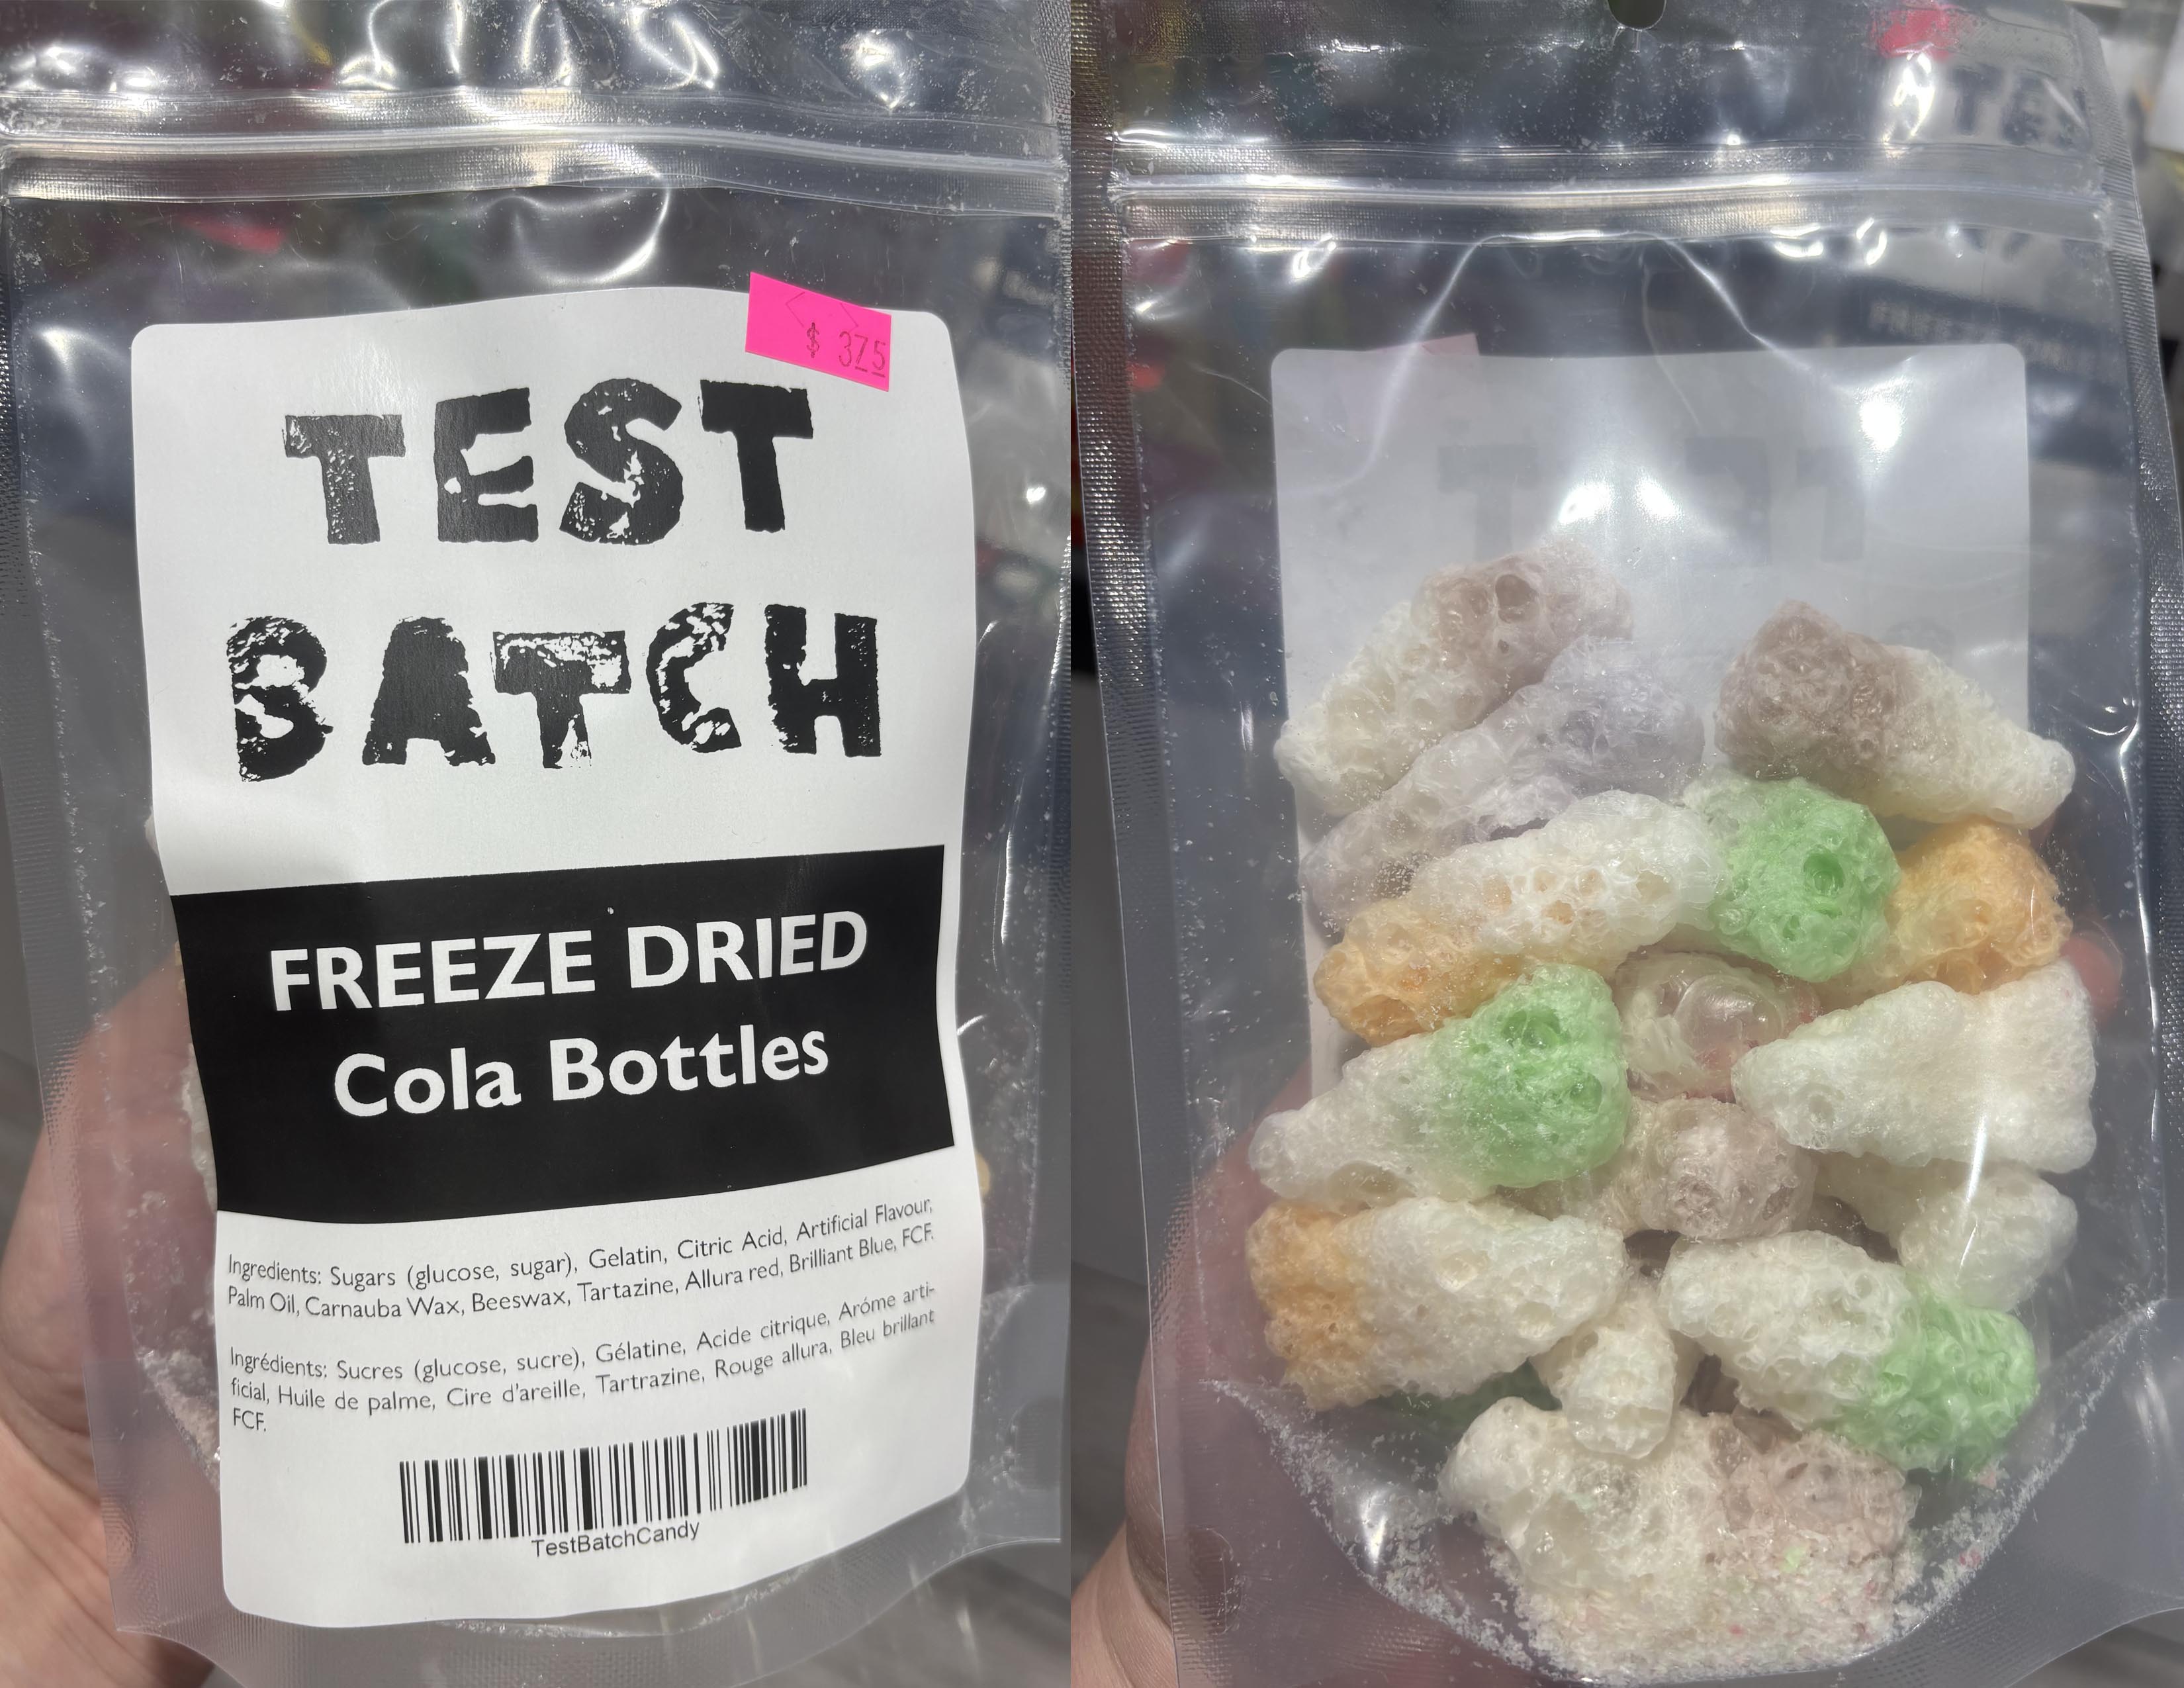 $ 375
TEST
BATCH
FREEZE DRIED
Cola Bottles
Ingredients: Sugars (glucose, sugar), Gelatin, Citric Acid, Artificial Flavour,
Palm Oil, Carnauba Wax, Beeswax, Tartazine, Allura red, Brilliant Blue, FCF.
Ingrédients: Sucres (glucose, sucre), Gélatine, Acide citrique, Aróme arti-
ficial, Huile de palme, Cire d'areille, Tartrazine, Rouge allura, Bleu brillant
FCF.
TestBatchCandy
TES